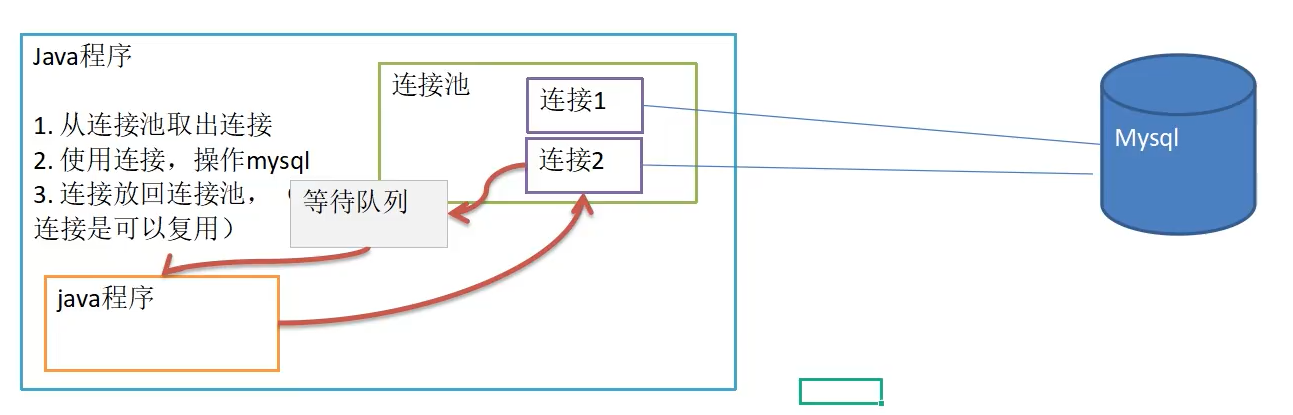 Java程序
连接池
连接1
1. 从连接池取出连接
2. 使用连接，操作mysql
连接2
Mysql
3. 连接放回连接池，（
等待队列
连接是可以复用）
java程序